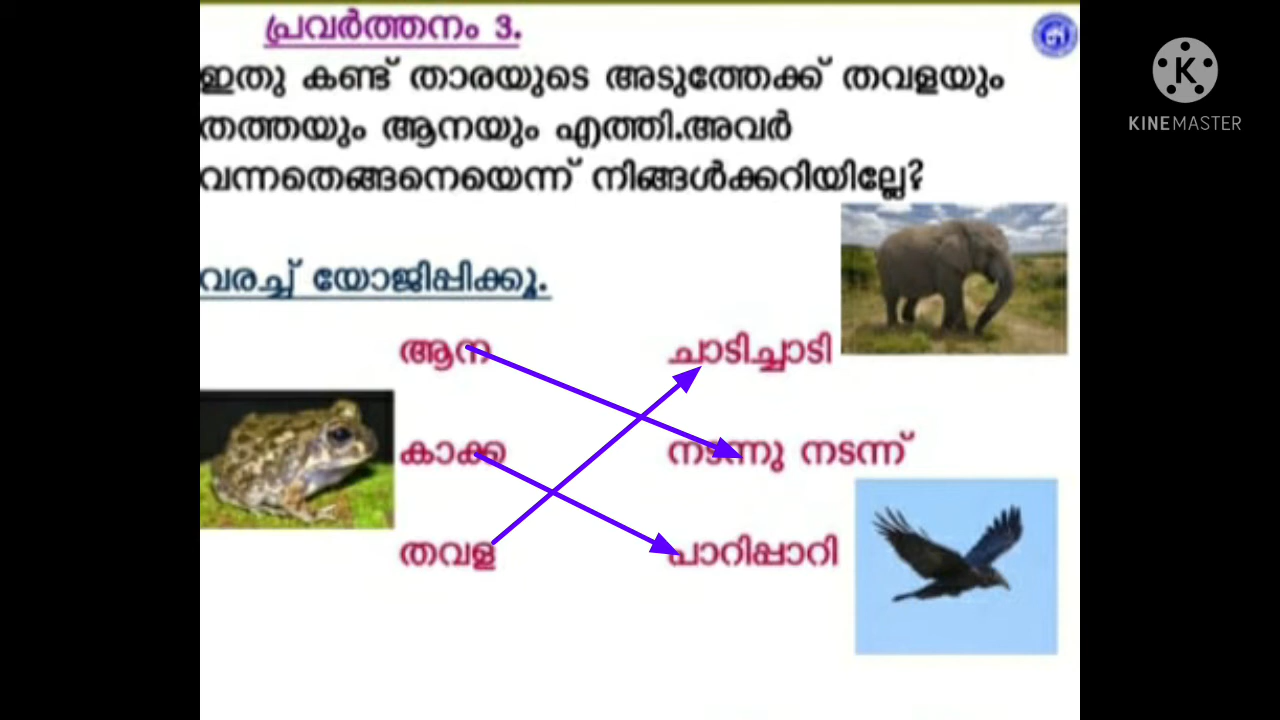 പ്രവർത്തനം 3.
ഇതു കണ്ട് താരയുടെ അടുത്തേക്ക് തവളയും
തത്തയും ആനയും എത്തി.അവർ
വന്നതെങ്ങനെയെന്ന് നിങ്ങൾക്കറിയില്ലേ?
വരച്ച് യോജിപ്പിക്കൂ.
ആന ചാടിച്ചാടി
കാക്ക നടന്നു നടന്ന്
തവള പാറിപ്പാറി
K
KINEMASTER